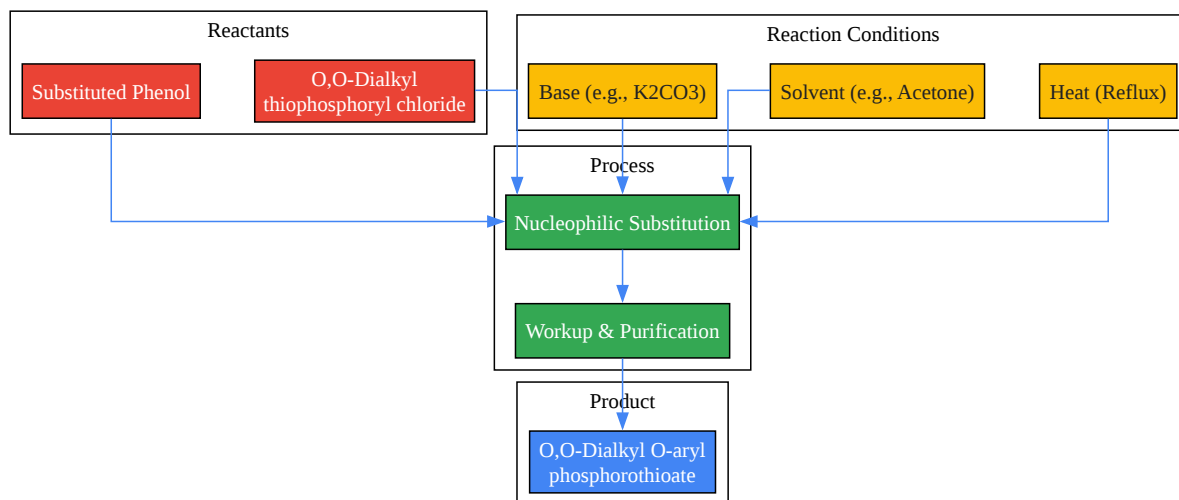 Reactants
Reaction Conditions
Substituted Phenol
O,O-Dialkyl
thiophosphoryl chloride
Base (e.g., K2CO3)
Solvent (e.g., Acetone)
Heat (Reflux)
Process
Nucleophilic Substitution
Workup & Purification
Product
O,O-Dialkyl O-aryl
phosphorothioate